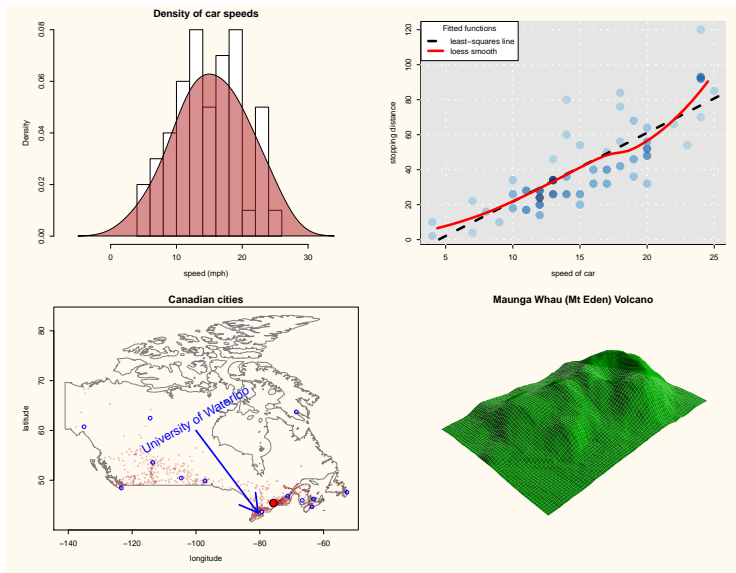 Density of car speeds
Density
0.00
0.02
0.04
0.06
0.08
0
10
20
30
speed (mph)
Fitted functions
least−squares line
loess smooth
stopping distance
0
20
40
60
80
100
120
5
10
15
20
25
speed of car
Canadian cities
latitude
50
60
70
80
University of Waterloo
−140
−120
−100
−80
−60
longitude
Maunga Whau (Mt Eden) Volcano